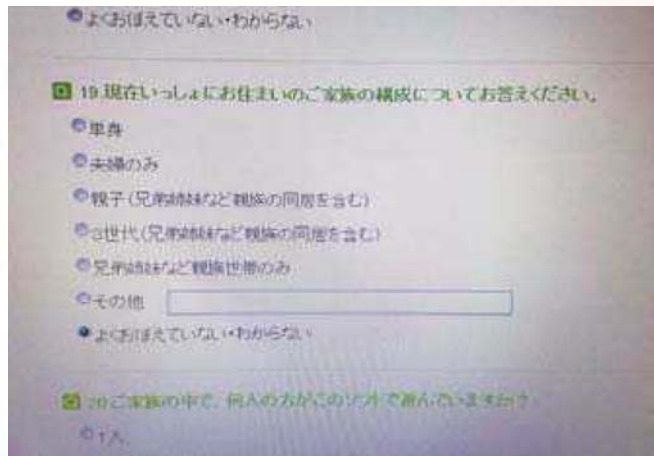 よくおぼえていない・わからない
19.現在いっしょにお住まいのご家族の構成についてお答えください。
単身
夫婦のみ
親子(兄弟姉妹など親族の同居を含む)
3世代(兄弟姉妹など親族の同居を含む)
兄弟姉妹など親族世帯のみ
その他
よくおぼえていない・わからない
20.ご家族の中で、何人の方がこのソフトで遊んでいますか?
1人